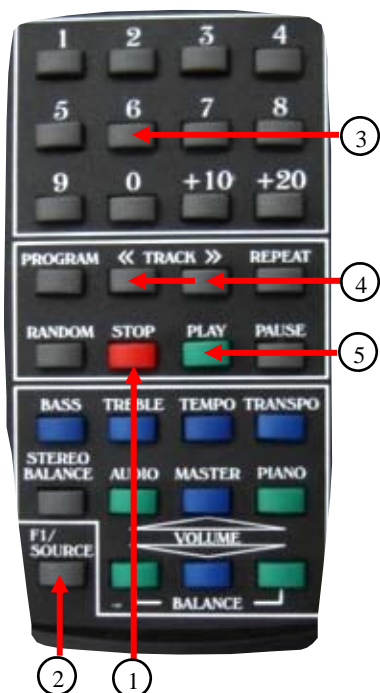 1 2 3 4
5 6 7 8
3
9 0 +10 +20
PROGRAM << TRACK >> REPEAT
4
RANDOM STOP PLAY PAUSE
5
BASS TREBLE TEMPO TRANSPO
STEREO
BALANCE AUDIO MASTER PIANO
F1/
SOURCE VOLUME
- BALANCE
2 1